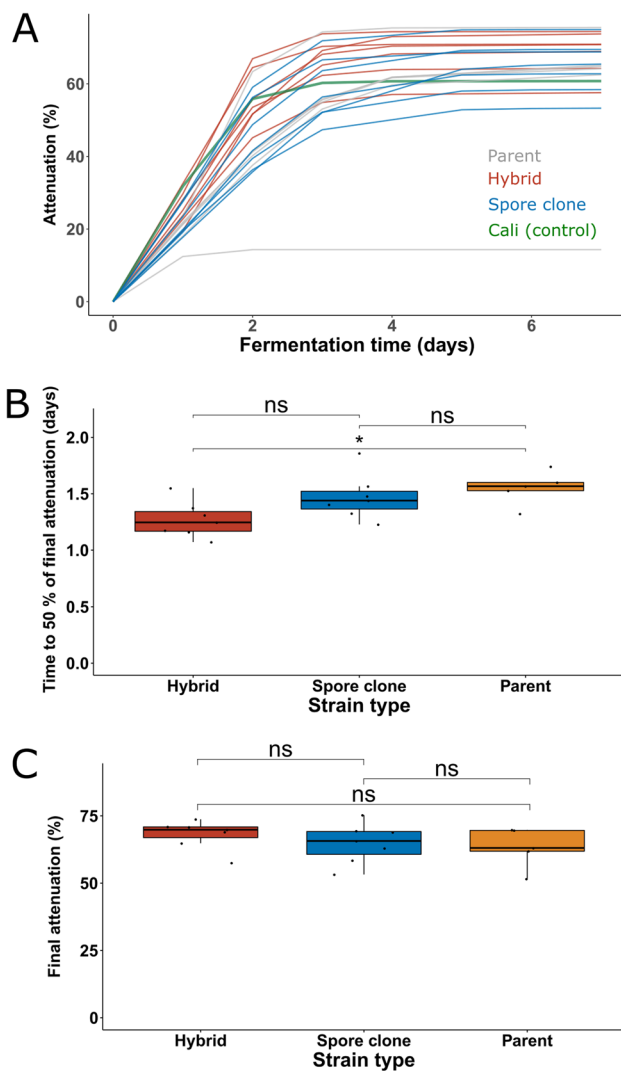 A
Attenuation (%)
60
40
20
0
Parent
Hybrid
Spore clone
Cali (control)
0
2
4
6
Fermentation time (days)
B
Time to 50 % of final attenuation (days)
2.0
1.5
1.0
0.5
0.0
ns
ns
*
Hybrid
Spore clone
Parent
Strain type
C
Final attenuation (%)
75
50
25
0
ns
ns
ns
Hybrid
Spore clone
Parent
Strain type